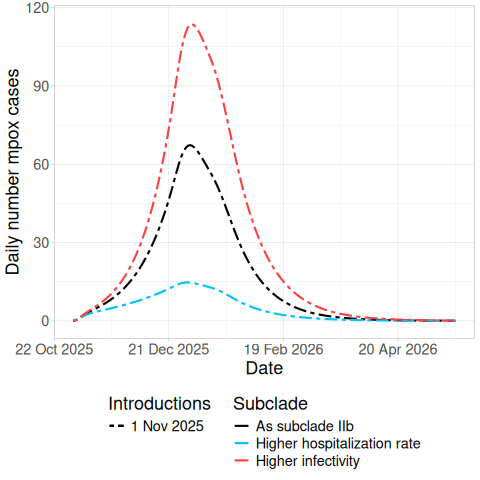 Daily number mpox cases
120
90
60
30
0
22 Oct 2025 21 Dec 2025 19 Feb 2026 20 Apr 2026
Date
Introductions
1 Nov 2025
Subclade
As subclade IIb
Higher hospitalization rate
Higher infectivity